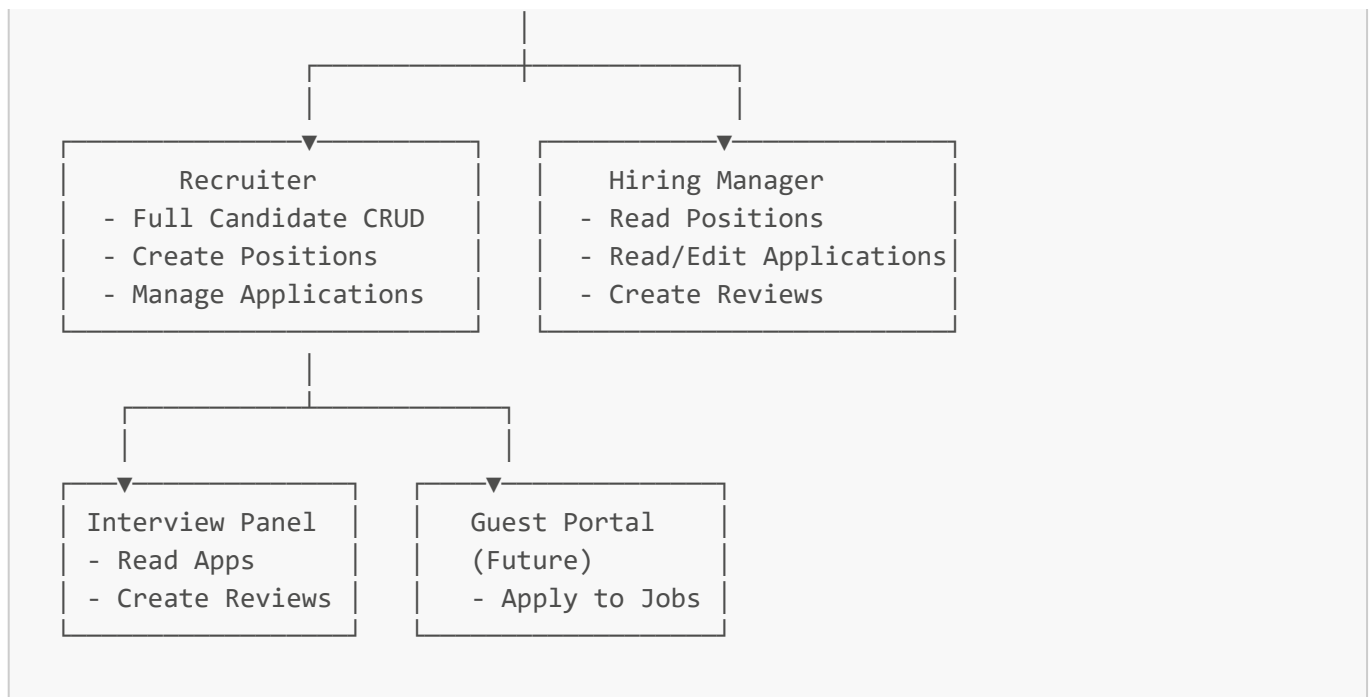 Recruiter
- Full Candidate CRUD
- Create Positions
- Manage Applications
Hiring Manager
- Read Positions
- Read/Edit Applications
- Create Reviews
Interview Panel
- Read Apps
- Create Reviews
Guest Portal
(Future)
- Apply to Jobs